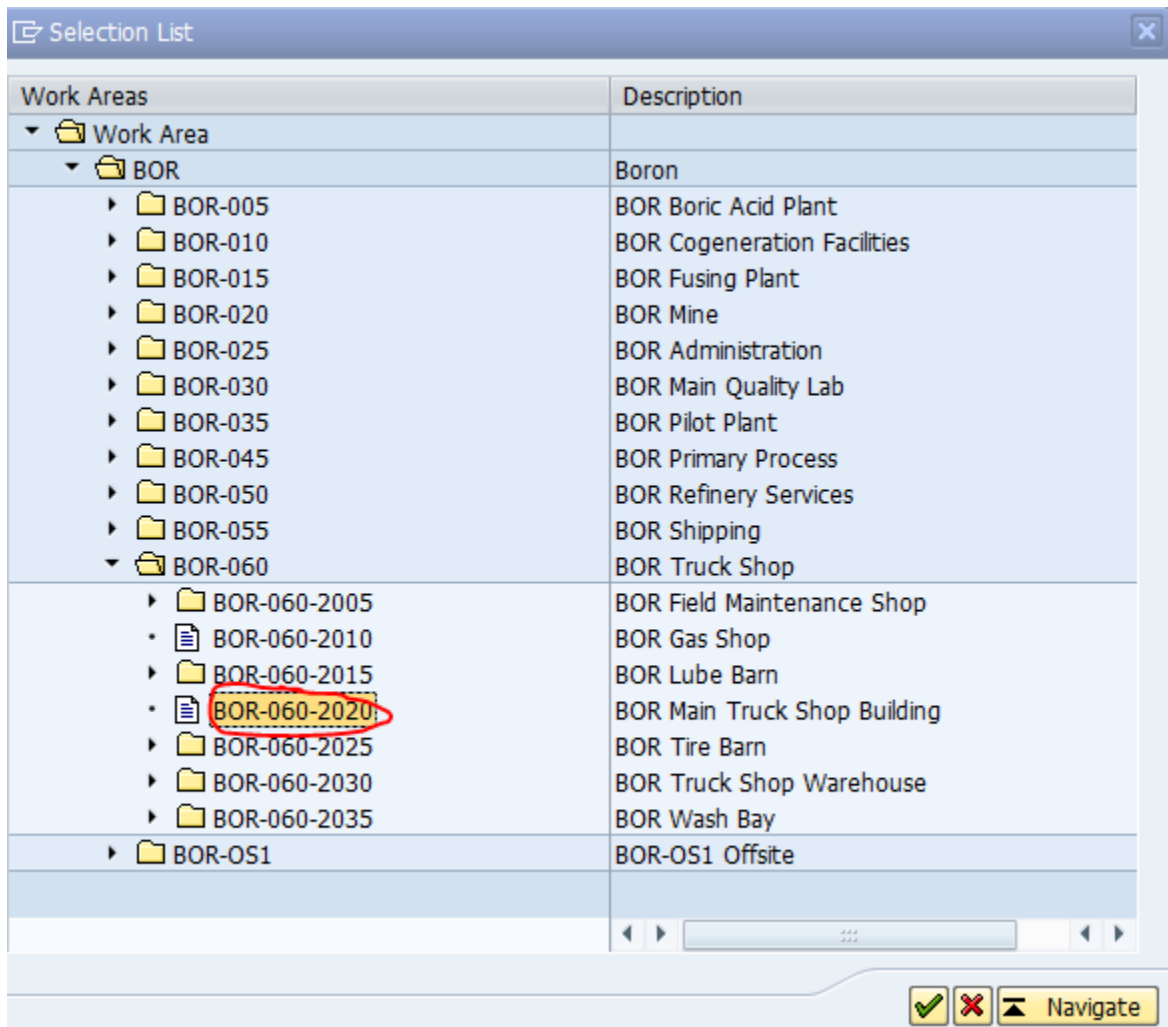 Selection List
Work Areas Description
Work Area
BOR Boron
BOR-005 BOR Boric Acid Plant
BOR-010 BOR Cogeneration Facilities
BOR-015 BOR Fusing Plant
BOR-020 BOR Mine
BOR-025 BOR Administration
BOR-030 BOR Main Quality Lab
BOR-035 BOR Pilot Plant
BOR-045 BOR Primary Process
BOR-050 BOR Refinery Services
BOR-055 BOR Shipping
BOR-060 BOR Truck Shop
BOR-060-2005 BOR Field Maintenance Shop
BOR-060-2010 BOR Gas Shop
BOR-060-2015 BOR Lube Barn
BOR-060-2020 BOR Main Truck Shop Building
BOR-060-2025 BOR Tire Barn
BOR-060-2030 BOR Truck Shop Warehouse
BOR-060-2035 BOR Wash Bay
BOR-OS1 BOR-OS1 Offsite
Navigate